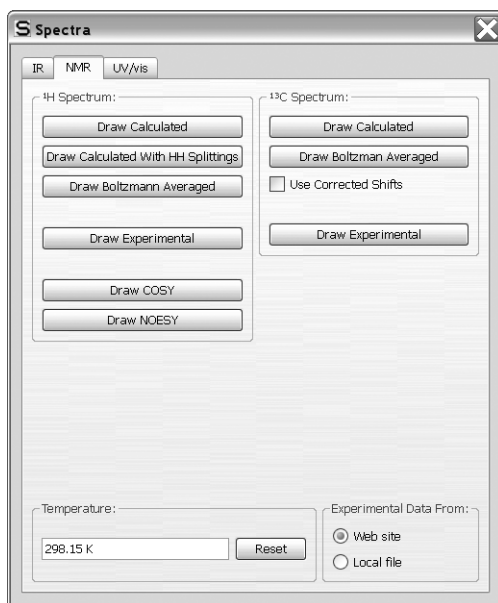 S Spectra
IR NMR UV/vis
¹H Spectrum:
Draw Calculated
Draw Calculated With HH Splittings
Draw Boltzmann Averaged
Draw Experimental
Draw COSY
Draw NOESY
¹³C Spectrum:
Draw Calculated
Draw Boltzman Averaged
Use Corrected Shifts
Draw Experimental
Temperature:
298.15 K Reset
Experimental Data From:
Web site
Local file